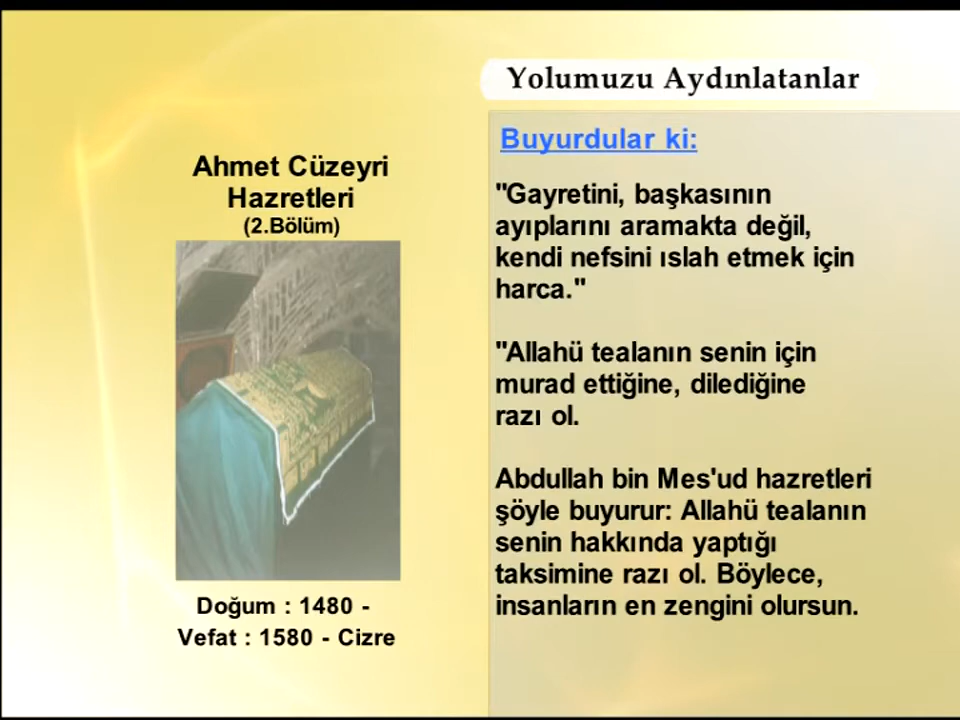 Yolumuzu Aydınlatanlar
Ahmet Cüzeyri
Hazretleri
(2.Bölüm)
Doğum : 1480 -
Vefat : 1580 - Cizre
Buyurdular ki:
"Gayretini, başkasının
ayıplarını aramakta değil,
kendi nefsini ıslah etmek için
harca."
"Allahü tealanın senin için
murad ettiğine, dilediğine
razı ol.
Abdullah bin Mes'ud hazretleri
şöyle buyurur: Allahü tealanın
senin hakkında yaptığı
taksimine razı ol. Böylece,
insanların en zengini olursun.